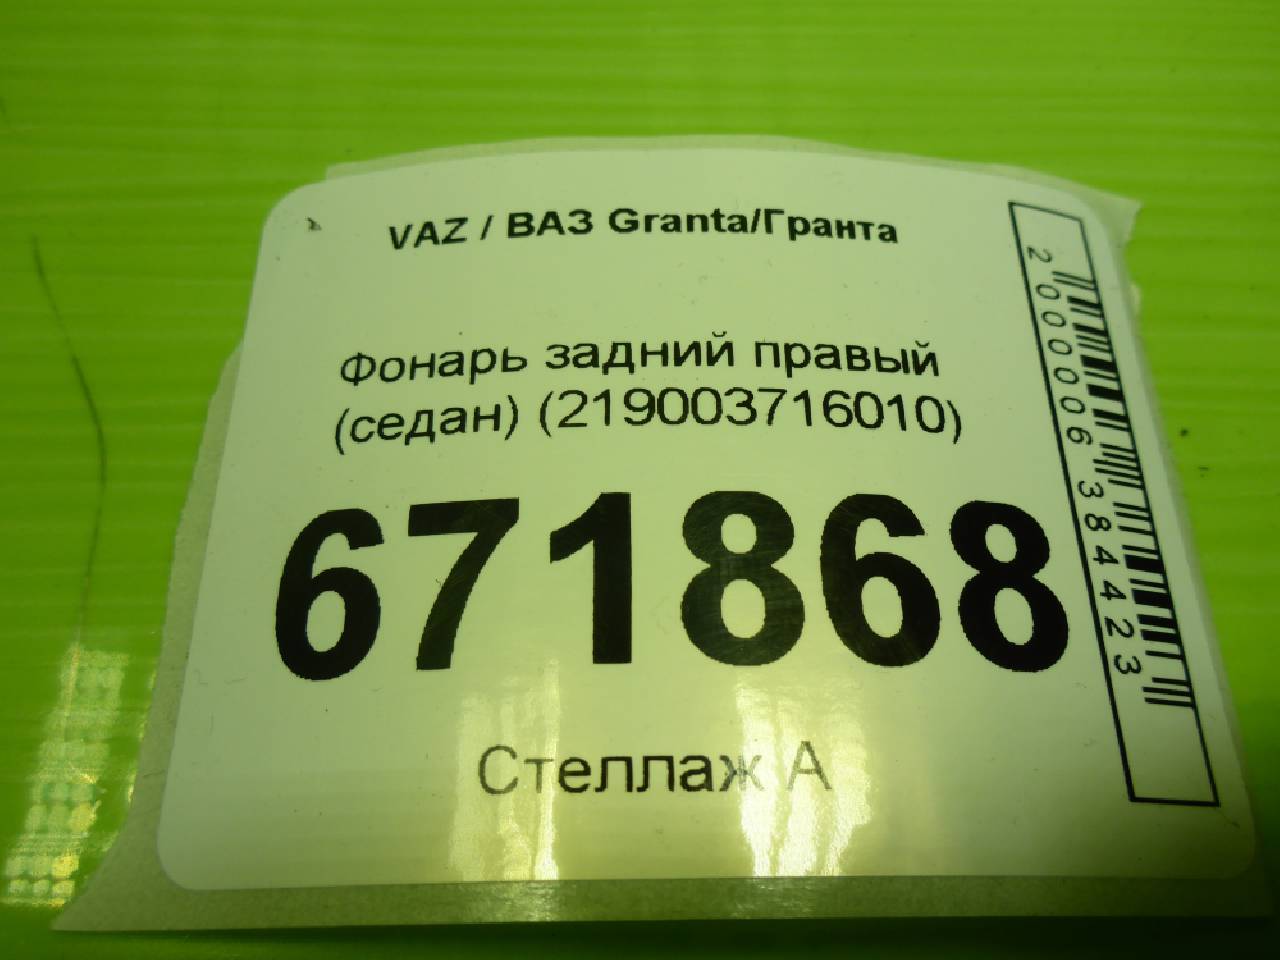 VAZ / ВАЗ Granta/Гранта
Фонарь задний правый
(седан) (219003716010)
671868
Стеллаж А
2000006384423